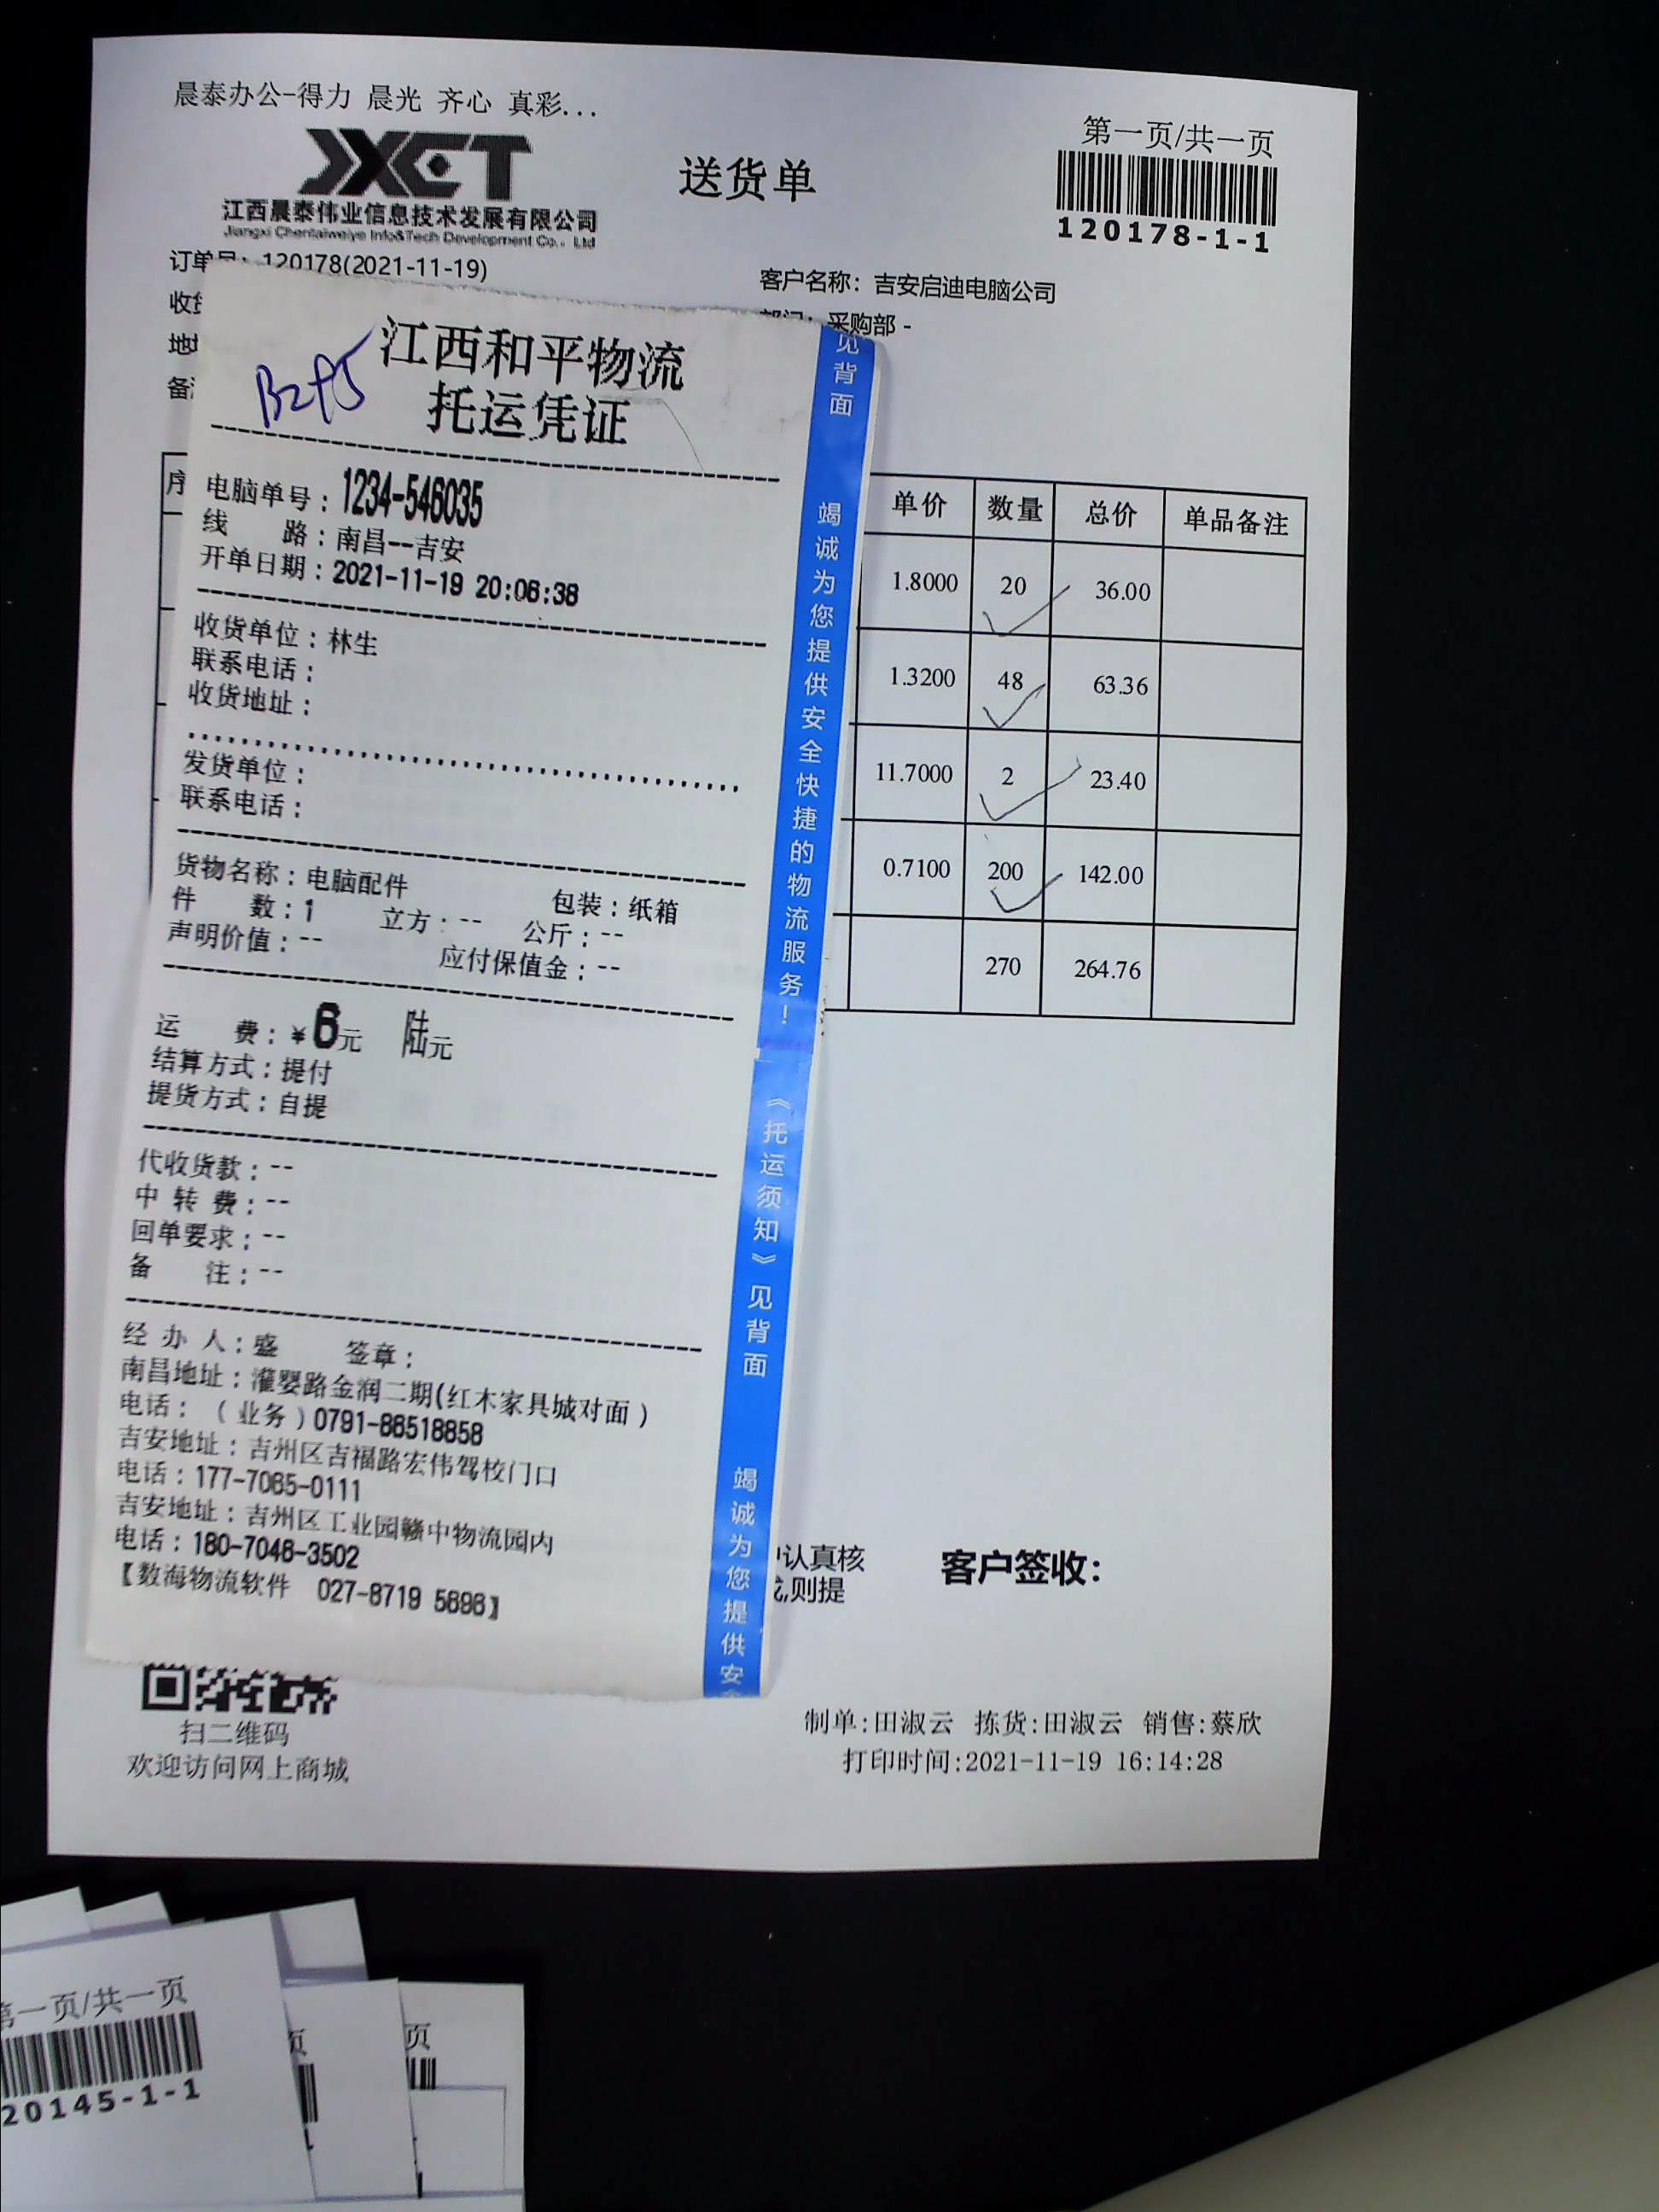 晨泰办公-得力 晨光 齐心 真彩...
JXCT
江西晨泰伟业信息技术发展有限公司
Jiangxi Chentaiweiye Info&Tech Development Co., Ltd
送货单
第一页/共一页
120178-1-1
订单号: 120178(2021-11-19)
客户名称: 吉安启迪电脑公司
部门: 采购部 -
收货
地
备
序
单价 数量 总价 单品备注
1.8000 20 36.00
1.3200 48 63.36
11.7000 2 23.40
0.7100 200 142.00
270 264.76
江西和平物流
托运凭证
电脑单号：1234-546035
线 路：南昌--吉安
开单日期：2021-11-19 20:06:38
收货单位：林生
联系电话：
收货地址：
发货单位：
联系电话：
货物名称：电脑配件 包装：纸箱
件 数：1 立方：-- 公斤：--
声明价值：-- 应付保值金：--
运 费：¥6元 陆元
结算方式：提付
提货方式：自提
代收货款：--
中 转 费：--
回单要求：--
备 注：--
经 办 人：盛 签章：
南昌地址：灌婴路金润二期(红木家具城对面)
电话：（业务）0791-86518858
吉安地址：吉州区吉福路宏伟驾校门口
电话：177-7065-0111
吉安地址：吉州区工业园赣中物流园内
电话：180-7046-3502
【数海物流软件 027-8719 5696】
见背面 竭诚为您提供安全快捷的物流服务！《托运须知》见背面 竭诚为您提供安
认真核
,则提
客户签收:
扫二维码
欢迎访问网上商城
制单:田淑云 拣货:田淑云 销售:蔡欣
打印时间:2021-11-19 16:14:28
第一页/共一页
20145-1-1
页
页